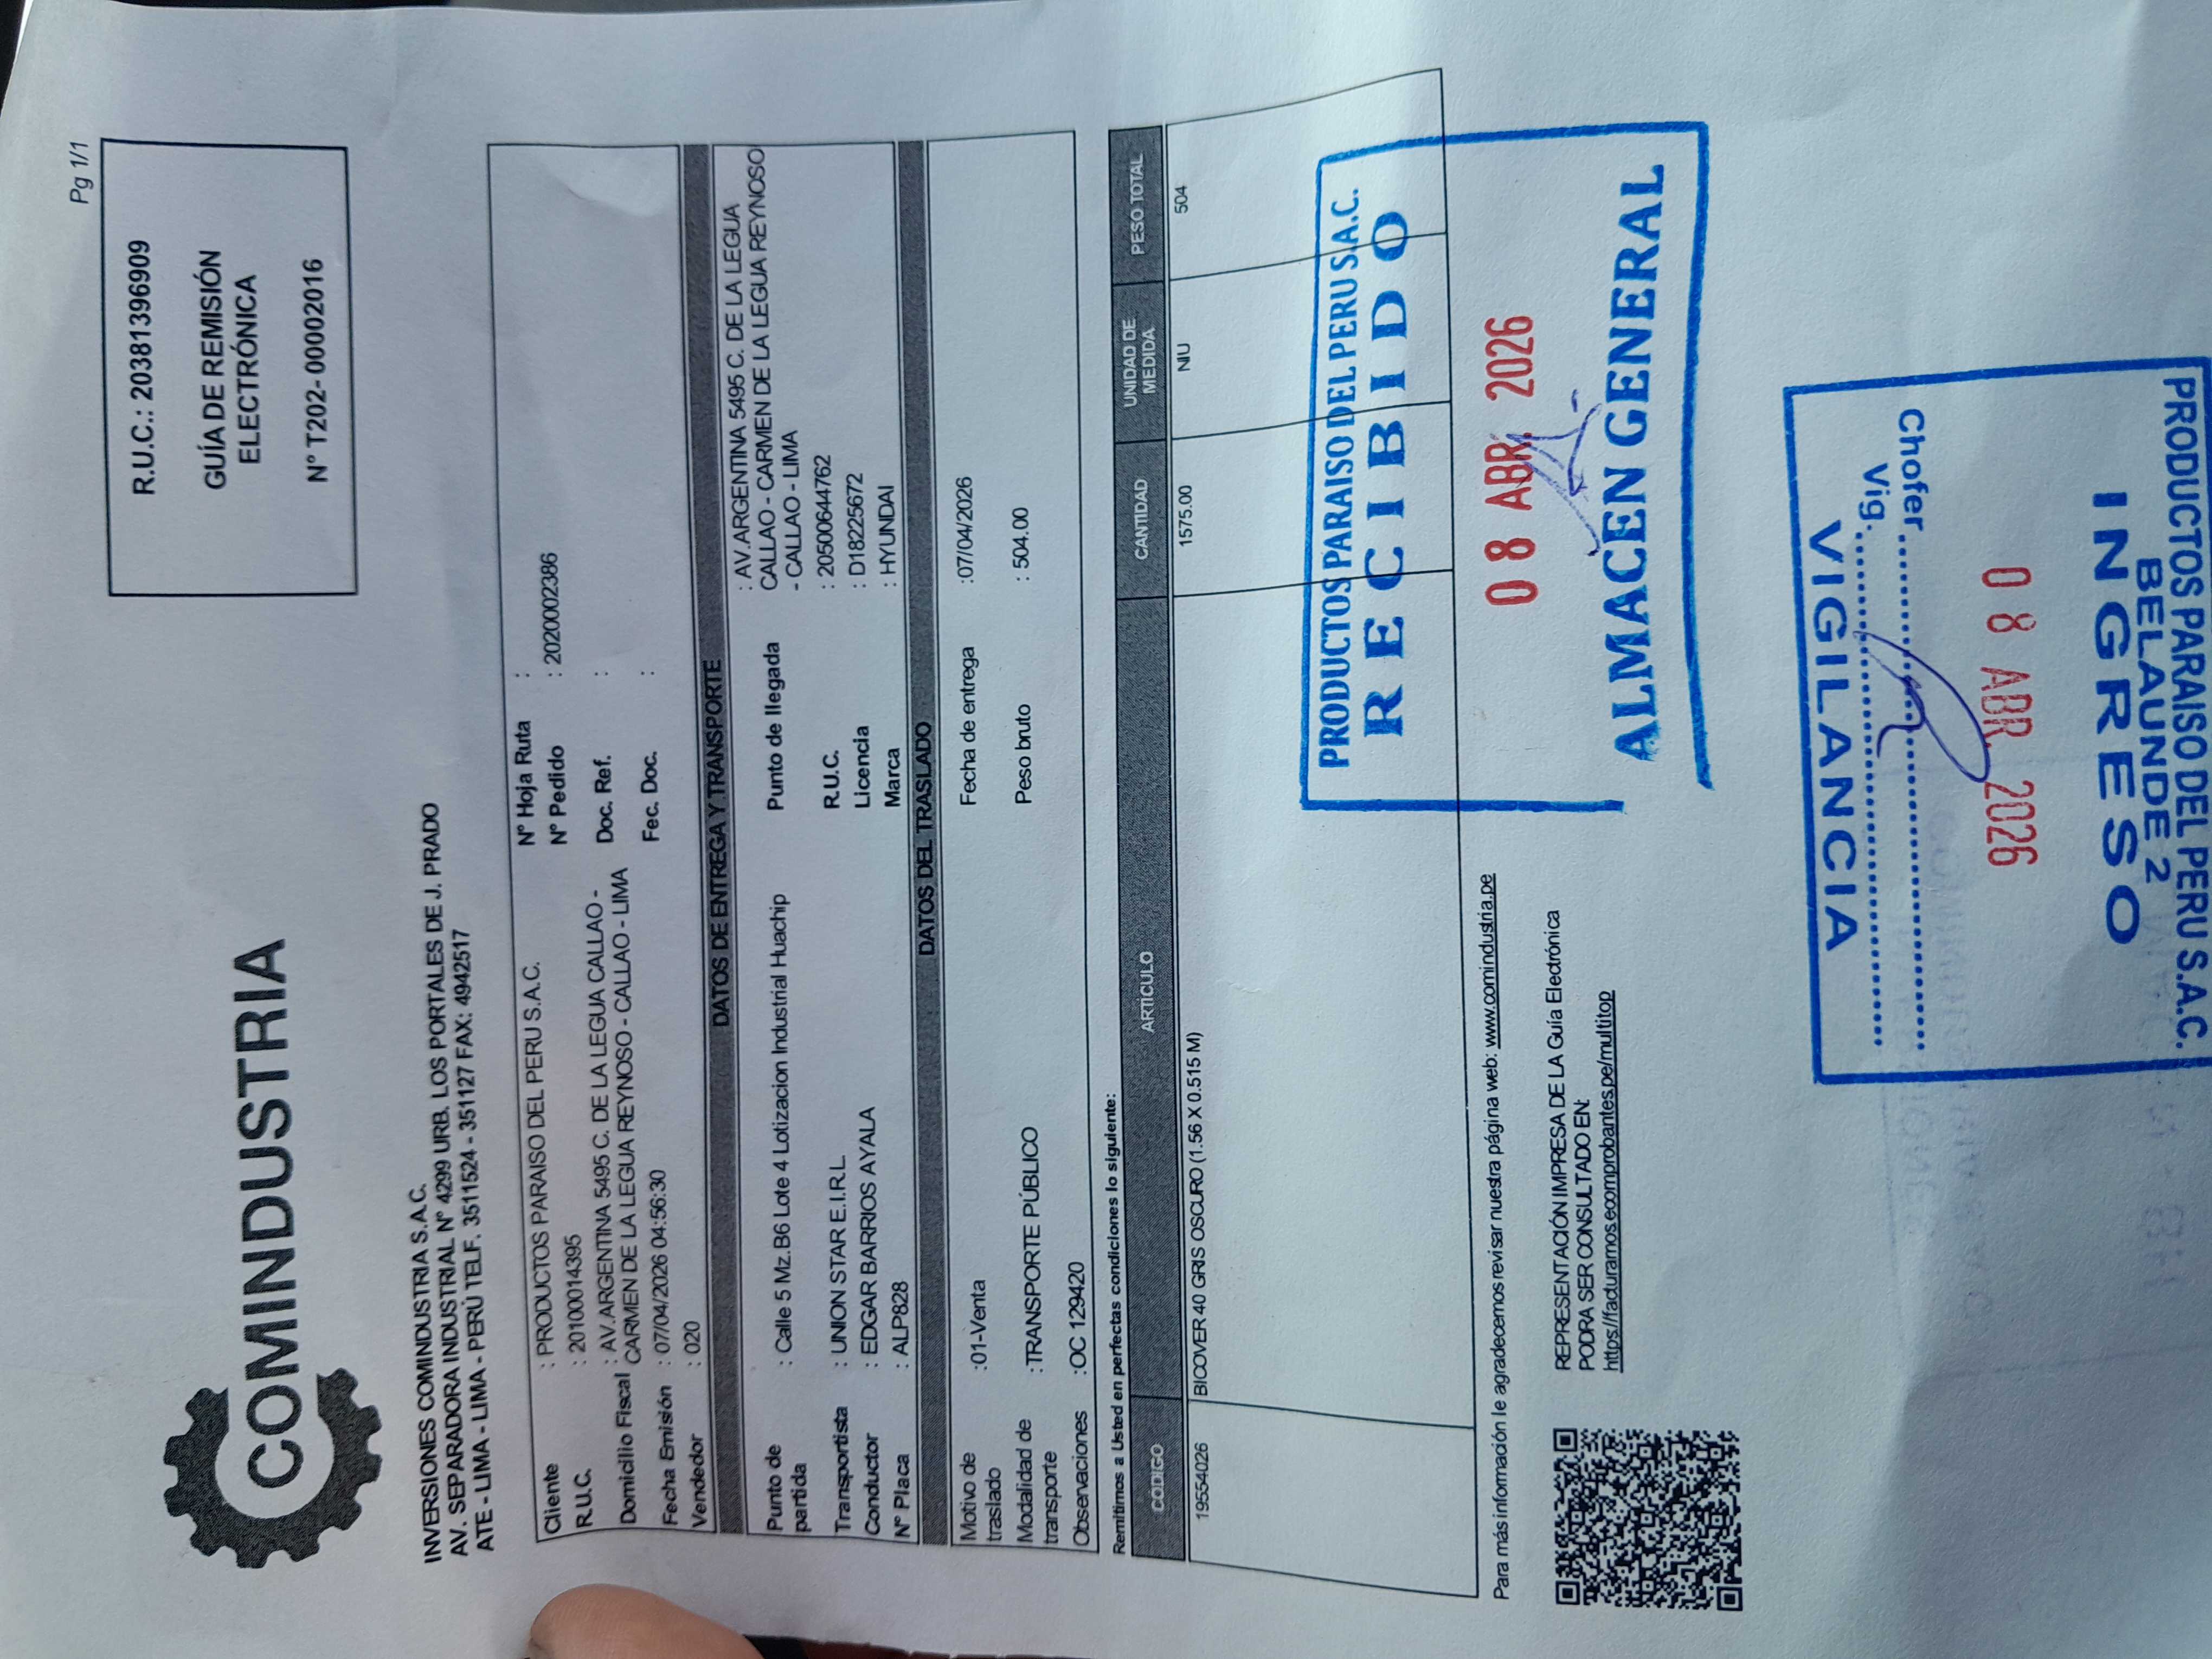 Pg 1/1
COMINDUSTRIA
R.U.C.: 20381396909
GUÍA DE REMISIÓN
ELECTRÓNICA
N° T202- 00002016
INVERSIONES COMINDUSTRIA S.A.C.
AV. SEPARADORA INDUSTRIAL N° 4299 URB. LOS PORTALES DE J. PRADO
ATE - LIMA - LIMA - PERÚ TELF. 3511524 - 351127 FAX: 4942517
Cliente : PRODUCTOS PARAISO DEL PERU S.A.C.
R.U.C. : 20100014395
Domicilio Fiscal : AV.ARGENTINA 5495 C. DE LA LEGUA CALLAO -
CARMEN DE LA LEGUA REYNOSO - CALLAO - LIMA
Fecha Emisión : 07/04/2026 04:56:30
Vendedor : 020
N° Hoja Ruta :
N° Pedido : 2020002386
Doc. Ref. :
Fec. Doc. :
DATOS DE ENTREGA Y TRANSPORTE
Punto de partida : Calle 5 Mz.B6 Lote 4 Lotizacion Industrial Huachip
Transportista : UNION STAR E.I.R.L.
Conductor : EDGAR BARRIOS AYALA
N° Placa : ALP828
Punto de llegada : AV.ARGENTINA 5495 C. DE LA LEGUA
CALLAO - CARMEN DE LA LEGUA REYNOSO
- CALLAO - LIMA
R.U.C. : 20500644762
Licencia : D18225672
Marca : HYUNDAI
DATOS DEL TRASLADO
Motivo de traslado :01-Venta
Modalidad de transporte :TRANSPORTE PÚBLICO
Observaciones :OC 129420
Fecha de entrega :07/04/2026
Peso bruto : 504.00
Remitimos a Usted en perfectas condiciones lo siguiente:
CODIGO ARTICULO CANTIDAD UNIDAD DE MEDIDA PESO TOTAL
19554026 BICOVER 40 GRIS OSCURO (1.56 X 0.515 M) 1575.00 NIU 504
Para más información le agradecemos revisar nuestra página web: www.comindustria.pe
REPRESENTACIÓN IMPRESA DE LA Guía Electrónica
PODRA SER CONSULTADO EN:
https://facturamos.ecomprobantes.pe/multitop
PRODUCTOS PARAISO DEL PERU S.A.C.
RECIBIDO
08 ABR. 2026
ALMACEN GENERAL
VIGILANCIA
Vig.
Chofer
08 ABR. 2026
INGRESO
BELAUNDE 2
PRODUCTOS PARAISO DEL PERU S.A.C.